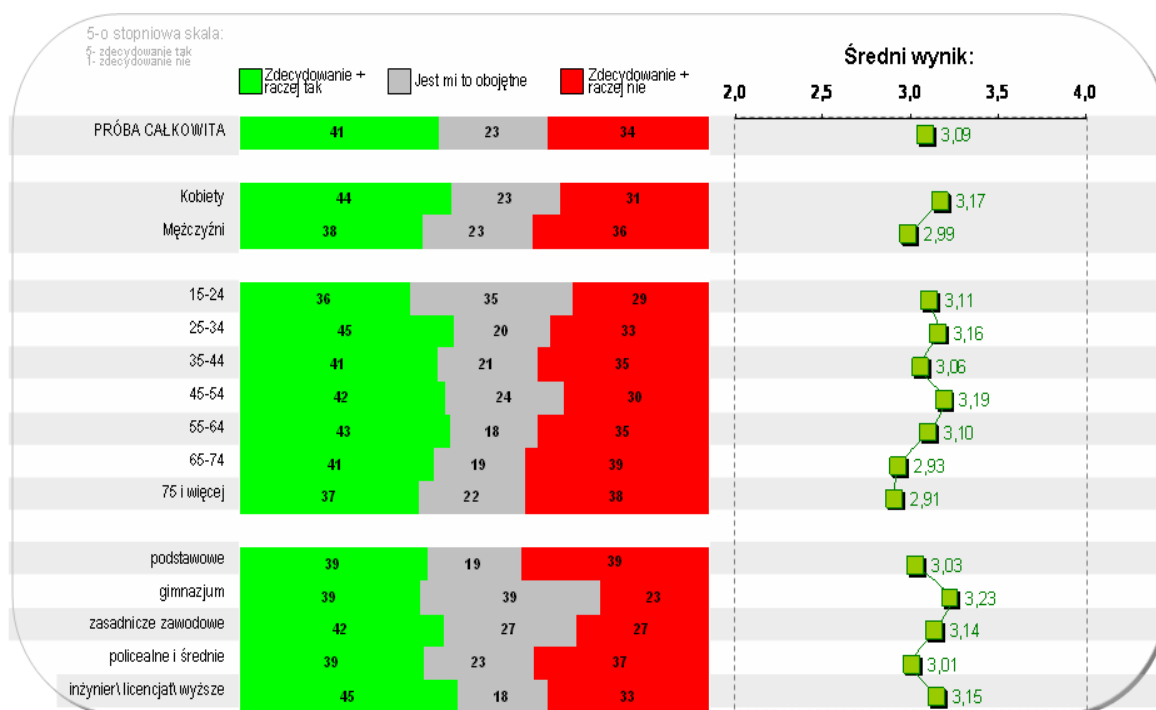 5-o stopniowa skala:
5- zdecydowanie tak
1- zdecydowanie nie
Zdecydowanie +
raczej tak
Jest mi to obojętne
Zdecydowanie +
raczej nie
Średni wynik:
2,0 2,5 3,0 3,5 4,0
PRÓBA CAŁKOWITA 41 23 34 3,09
Kobiety 44 23 31 3,17
Mężczyźni 38 23 36 2,99
15-24 36 35 29 3,11
25-34 45 20 33 3,16
35-44 41 21 35 3,06
45-54 42 24 30 3,19
55-64 43 18 35 3,10
65-74 41 19 39 2,93
75 i więcej 37 22 38 2,91
podstawowe 39 19 39 3,03
gimnazjum 39 39 23 3,23
zasadnicze zawodowe 42 27 27 3,14
policealne i średnie 39 23 37 3,01
inżynier\ licencjat\ wyższe 45 18 33 3,15